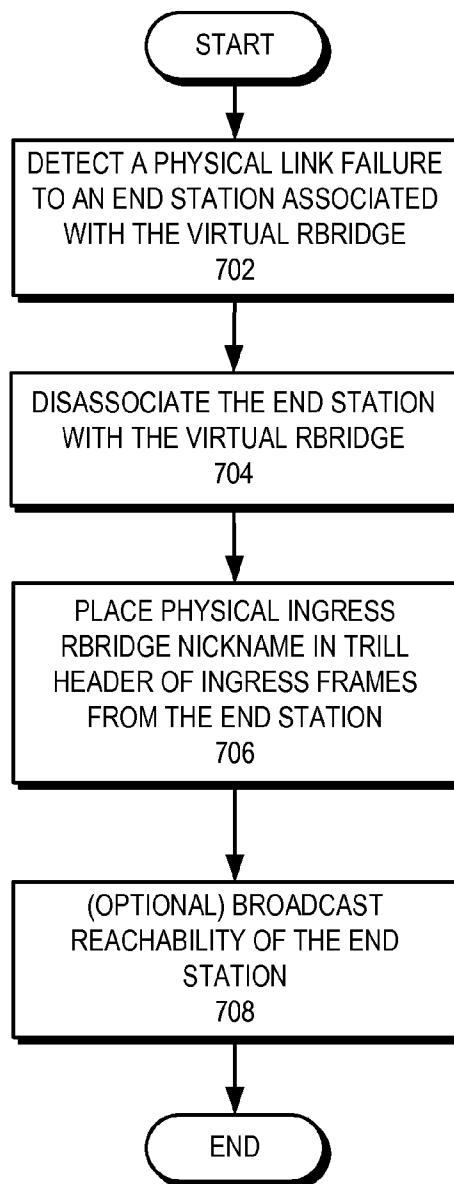 START
DETECT A PHYSICAL LINK FAILURE
TO AN END STATION ASSOCIATED
WITH THE VIRTUAL RBRIDGE
702
DISASSOCIATE THE END STATION
WITH THE VIRTUAL RBRIDGE
704
PLACE PHYSICAL INGRESS
RBRIDGE NICKNAME IN TRILL
HEADER OF INGRESS FRAMES
FROM THE END STATION
706
(OPTIONAL) BROADCAST
REACHABILITY OF THE END
STATION
708
END